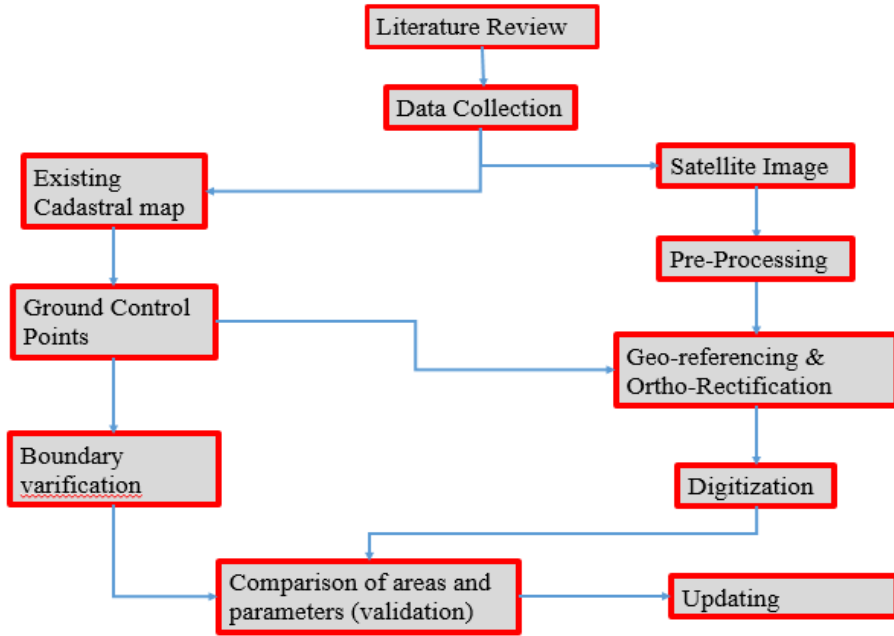 Literature Review
Data Collection
Existing
Cadastral map
Satellite Image
Pre-Processing
Ground Control
Points
Geo-referencing &
Ortho-Rectification
Boundary
varification
Digitization
Comparison of areas and
parameters (validation)
Updating